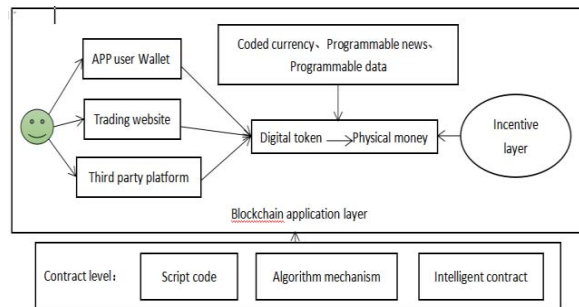 APP user Wallet
Trading website
Third party platform
Coded currency、Programmable news、
Programmable data
Digital token
Physical money
Incentive
layer
Blockchain application layer
Contract level：
Script code
Algorithm mechanism
Intelligent contract